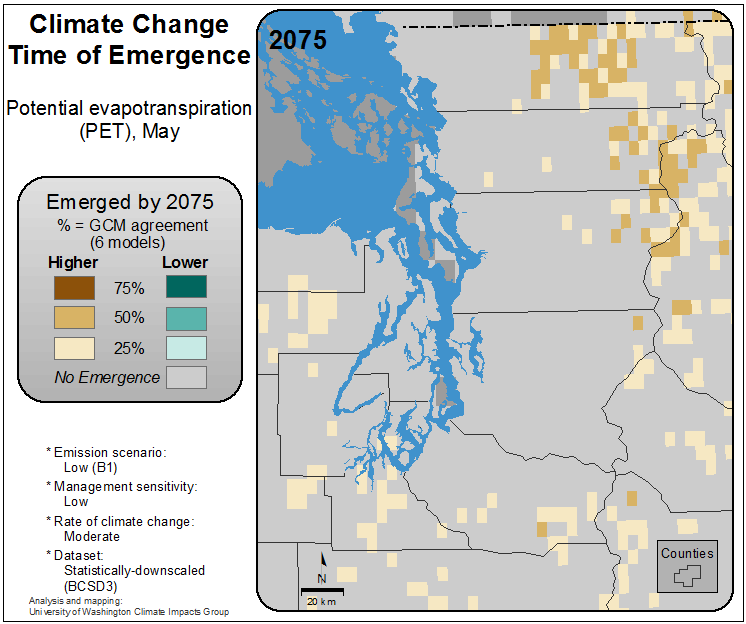 Climate Change
Time of Emergence
Potential evapotranspiration
(PET), May
Emerged by 2075
% = GCM agreement
(6 models)
Higher Lower
75%
50%
25%
No Emergence
* Emission scenario:
Low (B1)
* Management sensitivity:
Low
* Rate of climate change:
Moderate
* Dataset:
Statistically-downscaled
(BCSD3)
Analysis and mapping:
University of Washington Climate Impacts Group
2075
N
20 km
Counties